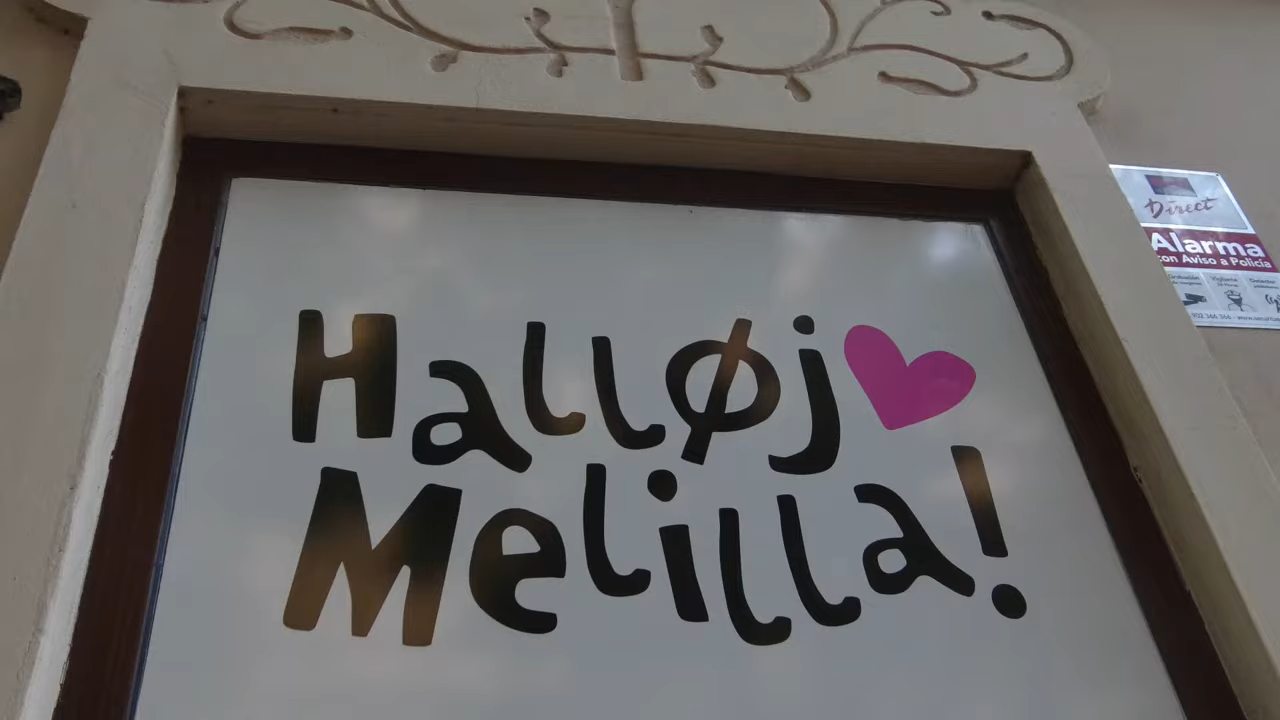 Halløj
Melilla!
Direct
Alarma
con Aviso a Policía